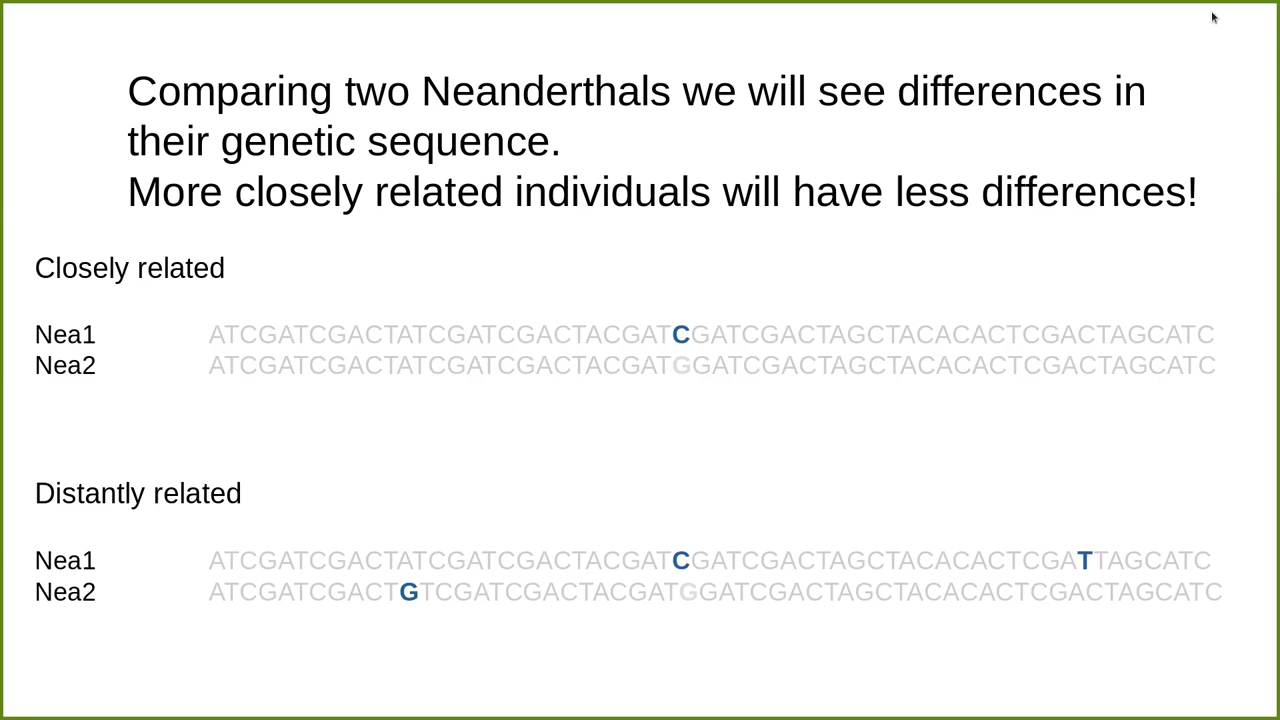 Comparing two Neanderthals we will see differences in
their genetic sequence.
More closely related individuals will have less differences!
Closely related
Nea1 ATCGATCGACTATCGATCGACTACGATCGATCGACTAGCTACACACTCGACTAGCATC
Nea2 ATCGATCGACTATCGATCGACTACGATGGATCGACTAGCTACACACTCGACTAGCATC
Distantly related
Nea1 ATCGATCGACTATCGATCGACTACGATCGATCGACTAGCTACACACTCGATTAGCATC
Nea2 ATCGATCGACTGTCGATCGACTACGATGGATCGACTAGCTACACACTCGACTAGCATC